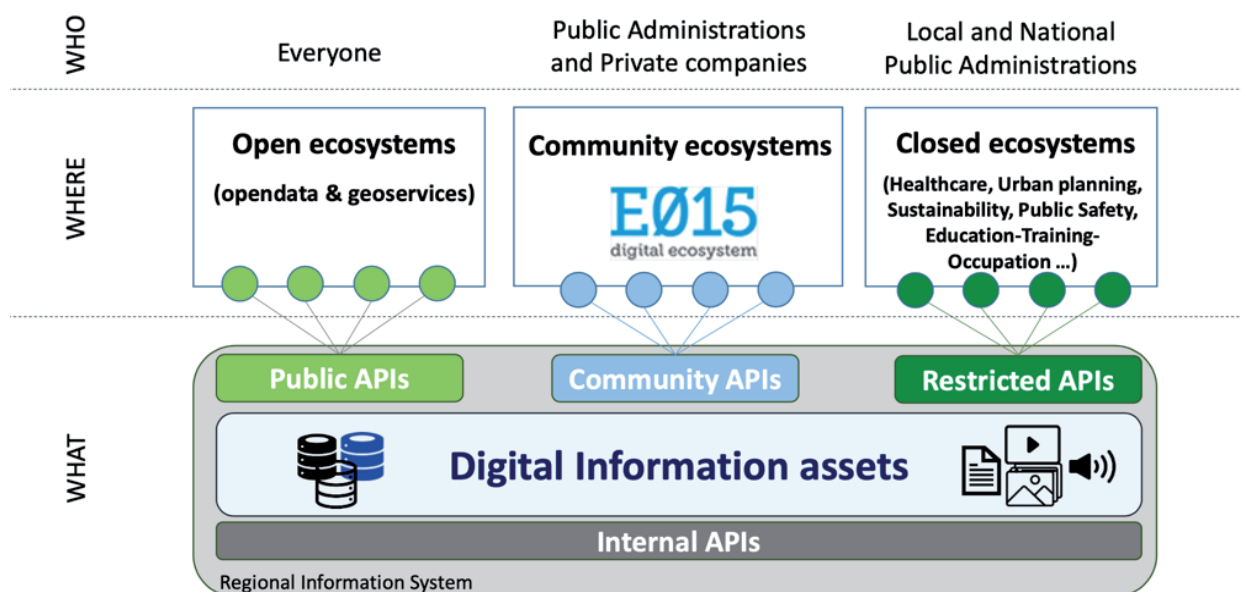 WHO
Everyone
Public Administrations
and Private companies
Local and National
Public Administrations
WHERE
Open ecosystems
(opendata & geoservices)
Community ecosystems
EØ15
digital ecosystem
Closed ecosystems
(Healthcare, Urban planning,
Sustainability, Public Safety,
Education-Training-
Occupation ...)
WHAT
Public APIs
Community APIs
Restricted APIs
Digital Information assets
Internal APIs
Regional Information System